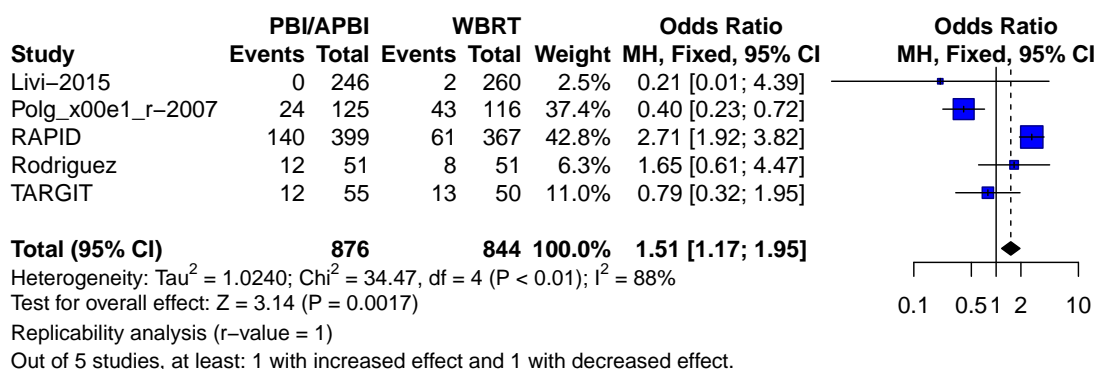 PBI/APBI WBRT Odds Ratio Odds Ratio
Study Events Total Events Total Weight MH, Fixed, 95% CI MH, Fixed, 95% CI
Livi−2015 0 246 2 260 2.5% 0.21 [0.01; 4.39]
Polg_x00e1_r−2007 24 125 43 116 37.4% 0.40 [0.23; 0.72]
RAPID 140 399 61 367 42.8% 2.71 [1.92; 3.82]
Rodriguez 12 51 8 51 6.3% 1.65 [0.61; 4.47]
TARGIT 12 55 13 50 11.0% 0.79 [0.32; 1.95]
Total (95% CI) 876 844 100.0% 1.51 [1.17; 1.95]
Heterogeneity: Tau² = 1.0240; Chi² = 34.47, df = 4 (P < 0.01); I² = 88%
Test for overall effect: Z = 3.14 (P = 0.0017)
0.1 0.5 1 2 10
Replicability analysis (r−value = 1)
Out of 5 studies, at least: 1 with increased effect and 1 with decreased effect.